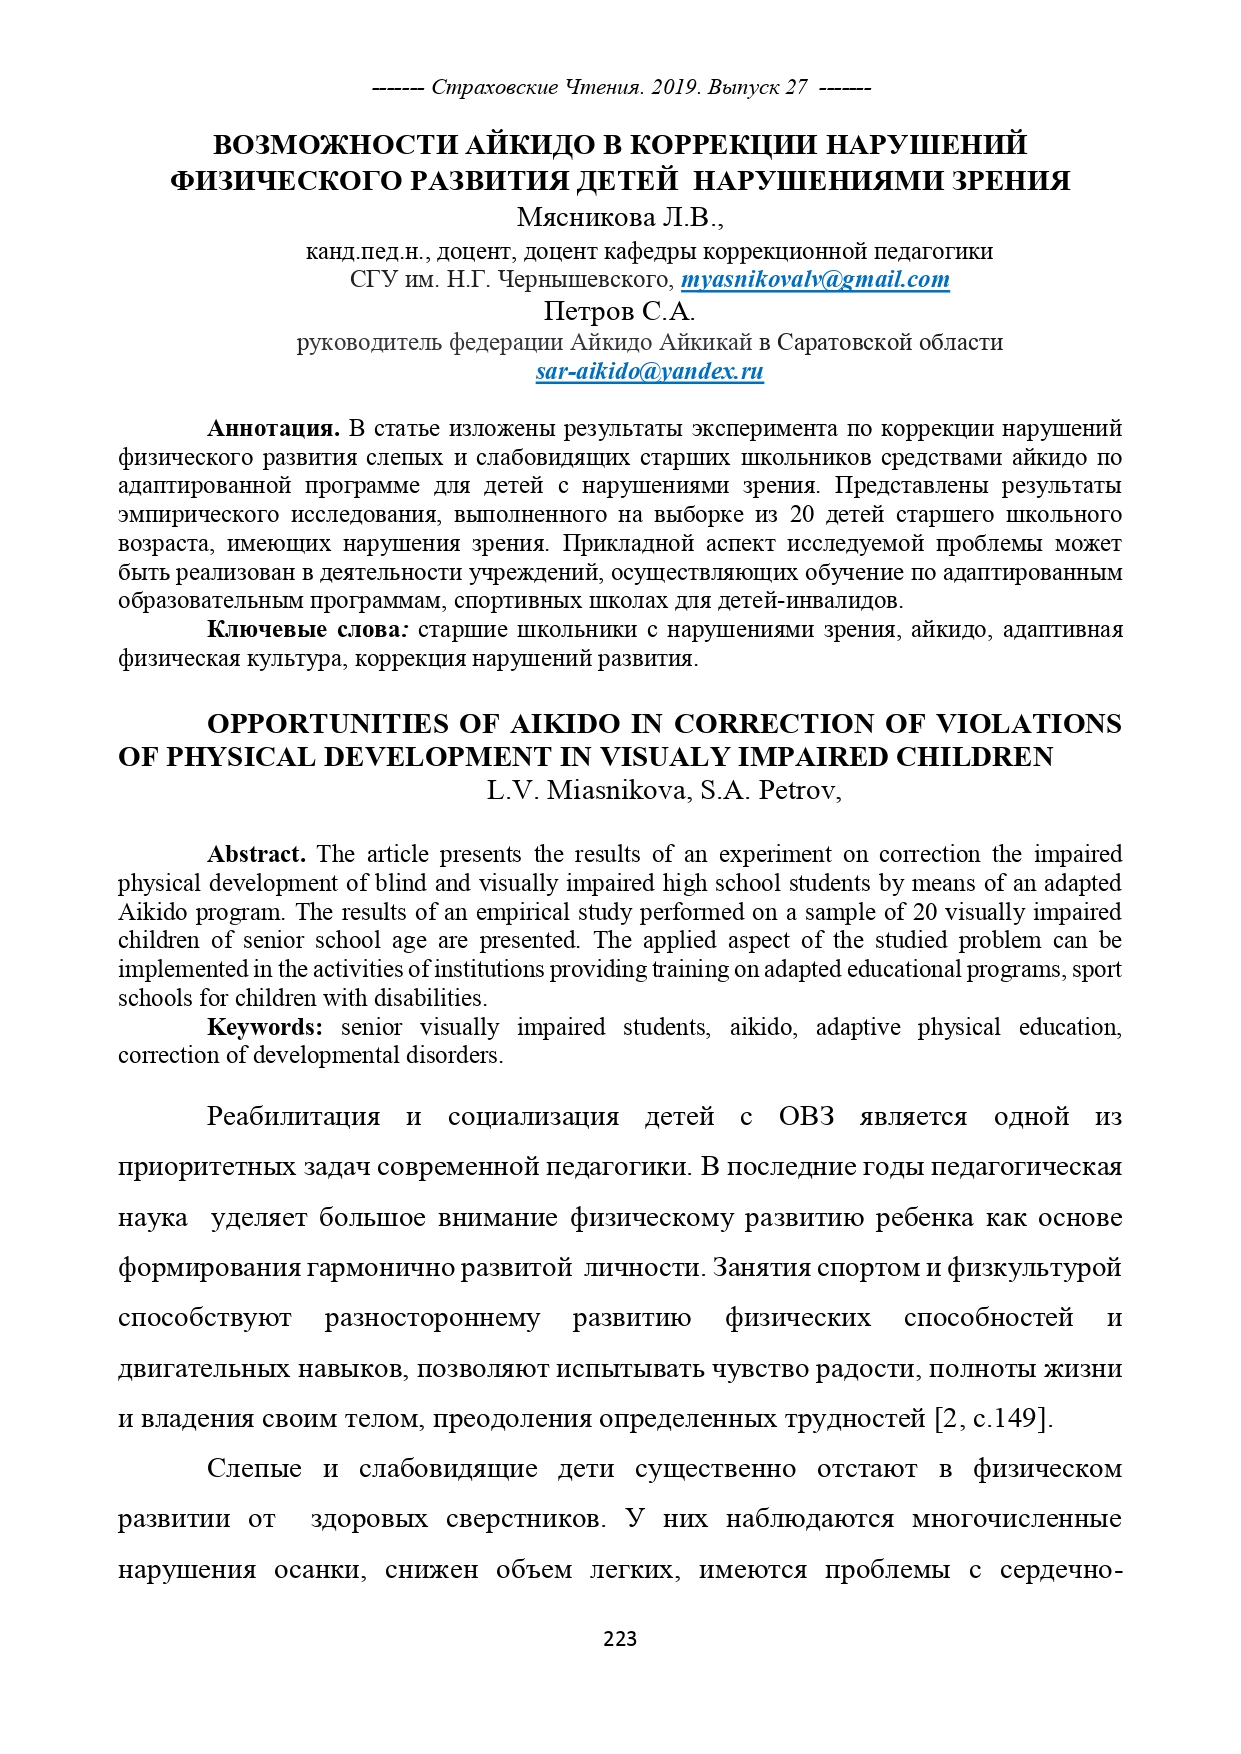 ------- Страховские Чтения. 2019. Выпуск 27 -------
ВОЗМОЖНОСТИ АЙКИДО В КОРРЕКЦИИ НАРУШЕНИЙ
ФИЗИЧЕСКОГО РАЗВИТИЯ ДЕТЕЙ НАРУШЕНИЯМИ ЗРЕНИЯ
Мясникова Л.В.,
канд.пед.н., доцент, доцент кафедры коррекционной педагогики
СГУ им. Н.Г. Чернышевского, myasnikovalv@gmail.com
Петров С.А.
руководитель федерации Айкидо Айкикай в Саратовской области
sar-aikido@yandex.ru
Аннотация. В статье изложены результаты эксперимента по коррекции нарушений
физического развития слепых и слабовидящих старших школьников средствами айкидо по
адаптированной программе для детей с нарушениями зрения. Представлены результаты
эмпирического исследования, выполненного на выборке из 20 детей старшего школьного
возраста, имеющих нарушения зрения. Прикладной аспект исследуемой проблемы может
быть реализован в деятельности учреждений, осуществляющих обучение по адаптированным
образовательным программам, спортивных школах для детей-инвалидов.
Ключевые слова: старшие школьники с нарушениями зрения, айкидо, адаптивная
физическая культура, коррекция нарушений развития.
OPPORTUNITIES OF AIKIDO IN CORRECTION OF VIOLATIONS
OF PHYSICAL DEVELOPMENT IN VISUALY IMPAIRED CHILDREN
L.V. Miasnikova, S.A. Petrov,
Abstract. The article presents the results of an experiment on correction the impaired
physical development of blind and visually impaired high school students by means of an adapted
Aikido program. The results of an empirical study performed on a sample of 20 visually impaired
children of senior school age are presented. The applied aspect of the studied problem can be
implemented in the activities of institutions providing training on adapted educational programs, sport
schools for children with disabilities.
Keywords: senior visually impaired students, aikido, adaptive physical education,
correction of developmental disorders.
Реабилитация и социализация детей с ОВЗ является одной из
приоритетных задач современной педагогики. В последние годы педагогическая
наука уделяет большое внимание физическому развитию ребенка как основе
формирования гармонично развитой личности. Занятия спортом и физкультурой
способствуют разностороннему развитию физических способностей и
двигательных навыков, позволяют испытывать чувство радости, полноты жизни
и владения своим телом, преодоления определенных трудностей [2, с.149].
Слепые и слабовидящие дети существенно отстают в физическом
развитии от здоровых сверстников. У них наблюдаются многочисленные
нарушения осанки, снижен объем легких, имеются проблемы с сердечно-
223